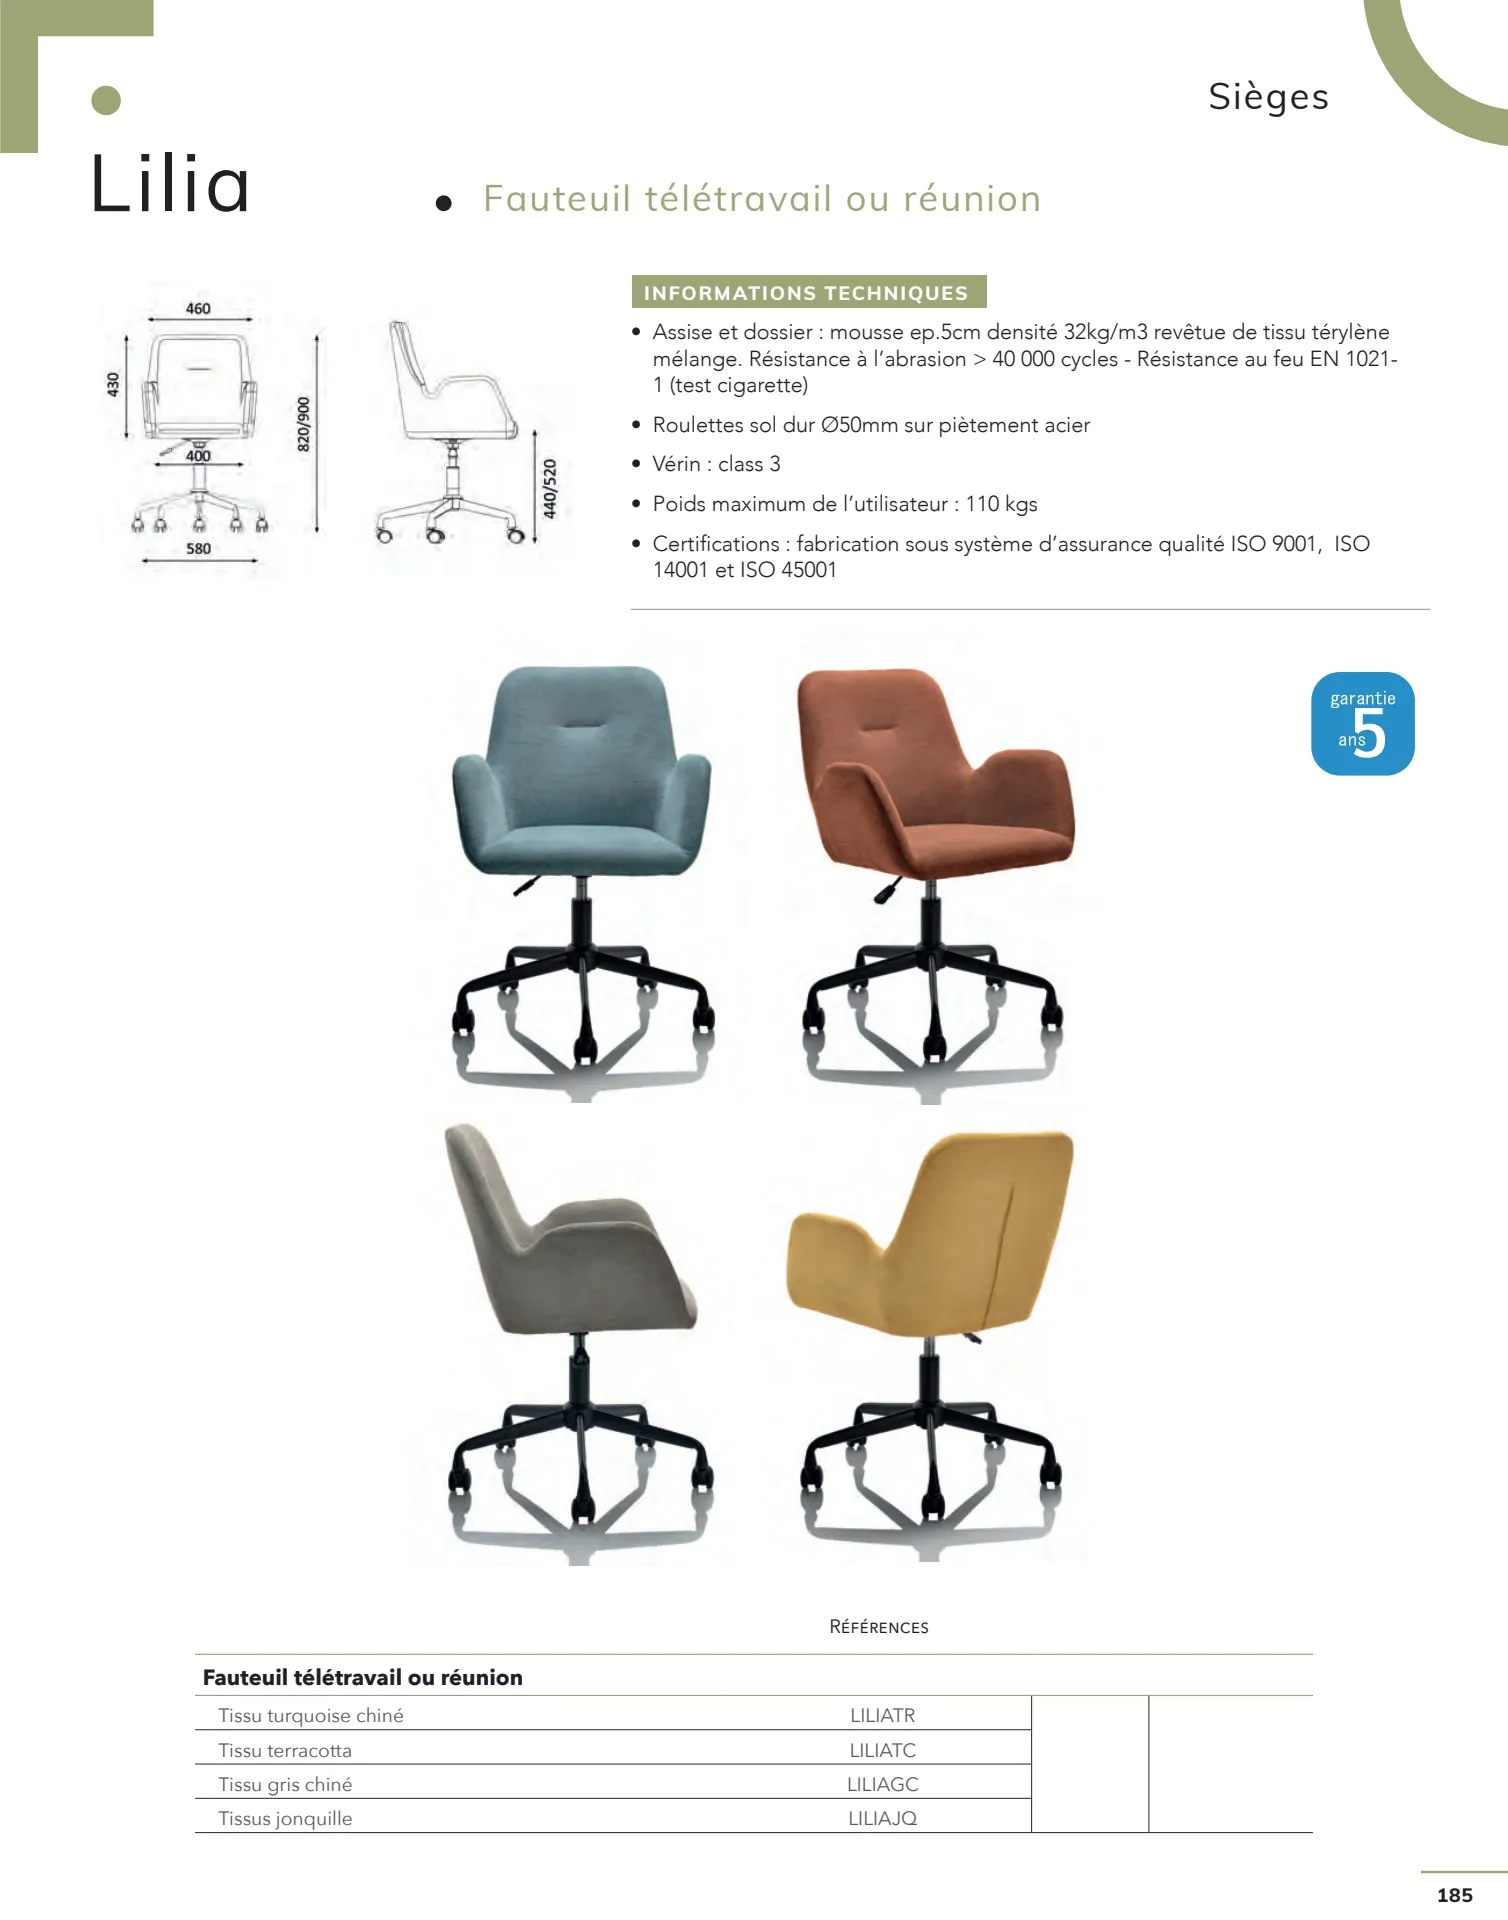 Sièges
Lilia
• Fauteuil télétravail ou réunion
460
430
820/900
400
580
440/520
INFORMATIONS TECHNIQUES
• Assise et dossier : mousse ep.5cm densité 32kg/m3 revêtue de tissu térylène
mélange. Résistance à l’abrasion > 40 000 cycles - Résistance au feu EN 1021-
1 (test cigarette)
• Roulettes sol dur Ø50mm sur piètement acier
• Vérin : class 3
• Poids maximum de l’utilisateur : 110 kgs
• Certifications : fabrication sous système d’assurance qualité ISO 9001, ISO
14001 et ISO 45001
garantie
5
ans
RÉFÉRENCES
Fauteuil télétravail ou réunion
Tissu turquoise chiné LILIATR
Tissu terracotta LILIATC
Tissu gris chiné LILIAGC
Tissus jonquille LILIAJQ
185